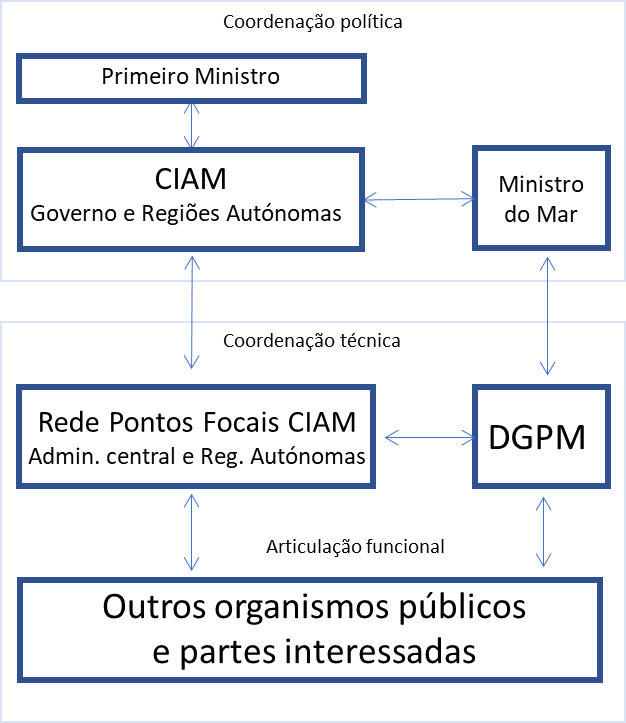 Coordenação política
Primeiro Ministro
CIAM
Governo e Regiões Autónomas
Ministro
do Mar
Coordenação técnica
Rede Pontos Focais CIAM
Admin. central e Reg. Autónomas
DGPM
Articulação funcional
Outros organismos públicos
e partes interessadas